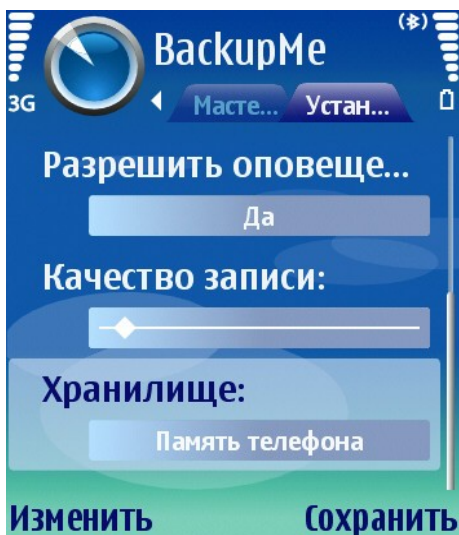 BackupMe
3G
Масте... Устан...
Разрешить оповеще...
Да
Качество записи:
Хранилище:
Память телефона
Изменить Сохранить